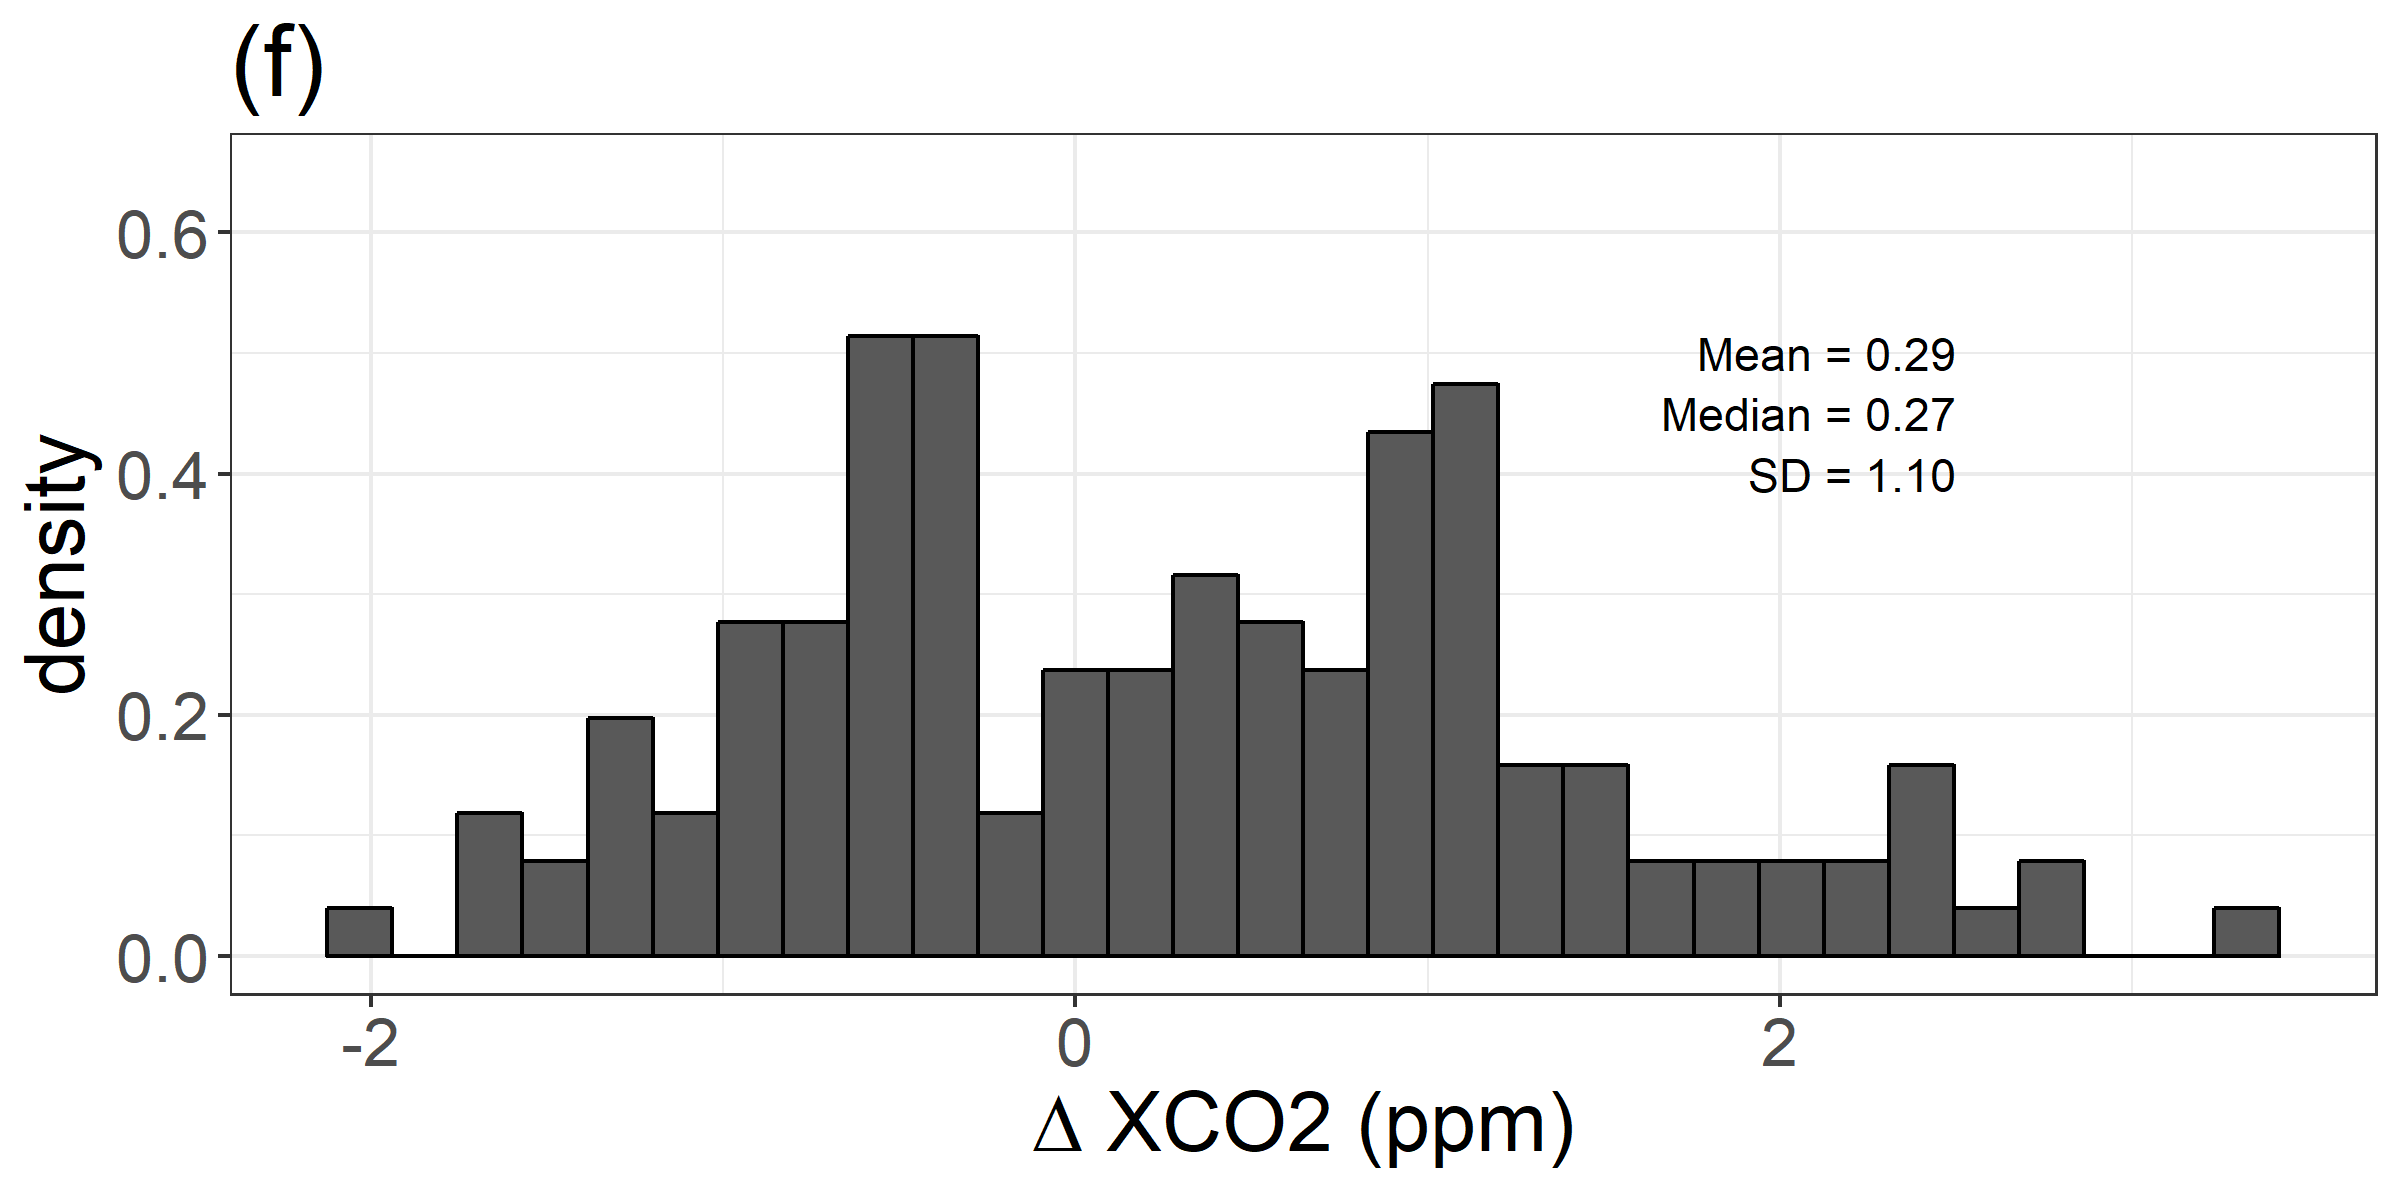 (f)
0.6
0.4
0.2
0.0
density
Mean = 0.29
Median = 0.27
SD = 1.10
-2
0
2
Δ XCO2 (ppm)